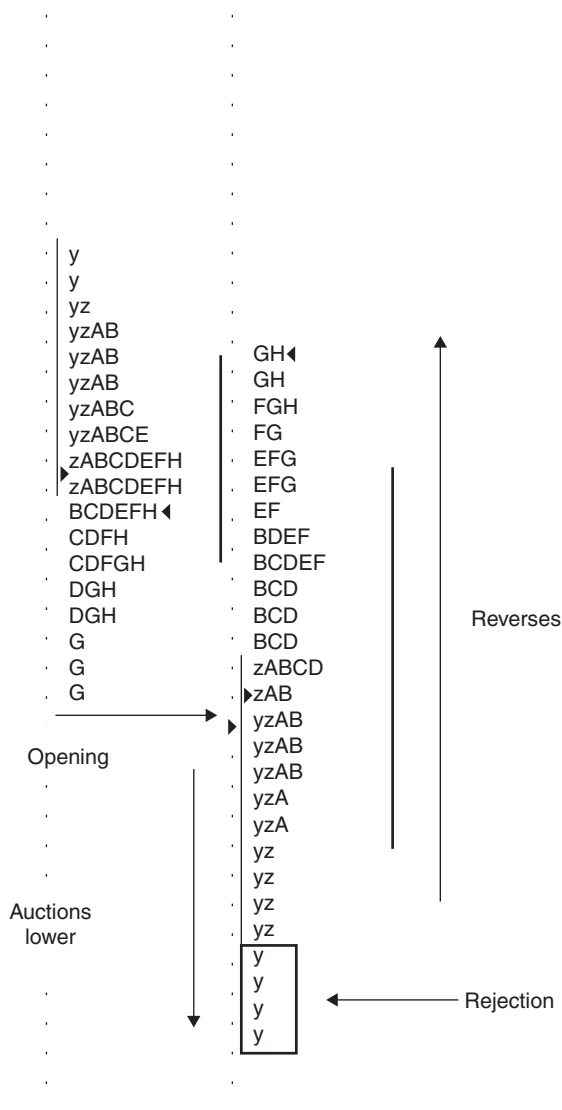 y
y
yz
yzAB
yzAB
yzAB
yzABC
yzABCE
zABCDEFH
zABCDEFH
BCDEFH
CDFH
CDFGH
DGH
DGH
G
G
G
Opening
Auctions
lower
GH
GH
FGH
FG
EFG
EFG
EF
BDEF
BCDEF
BCD
BCD
BCD
zABCD
zAB
yzAB
yzAB
yzAB
yzA
yzA
yz
yz
yz
yz
y
y
y
y
Reverses
Rejection